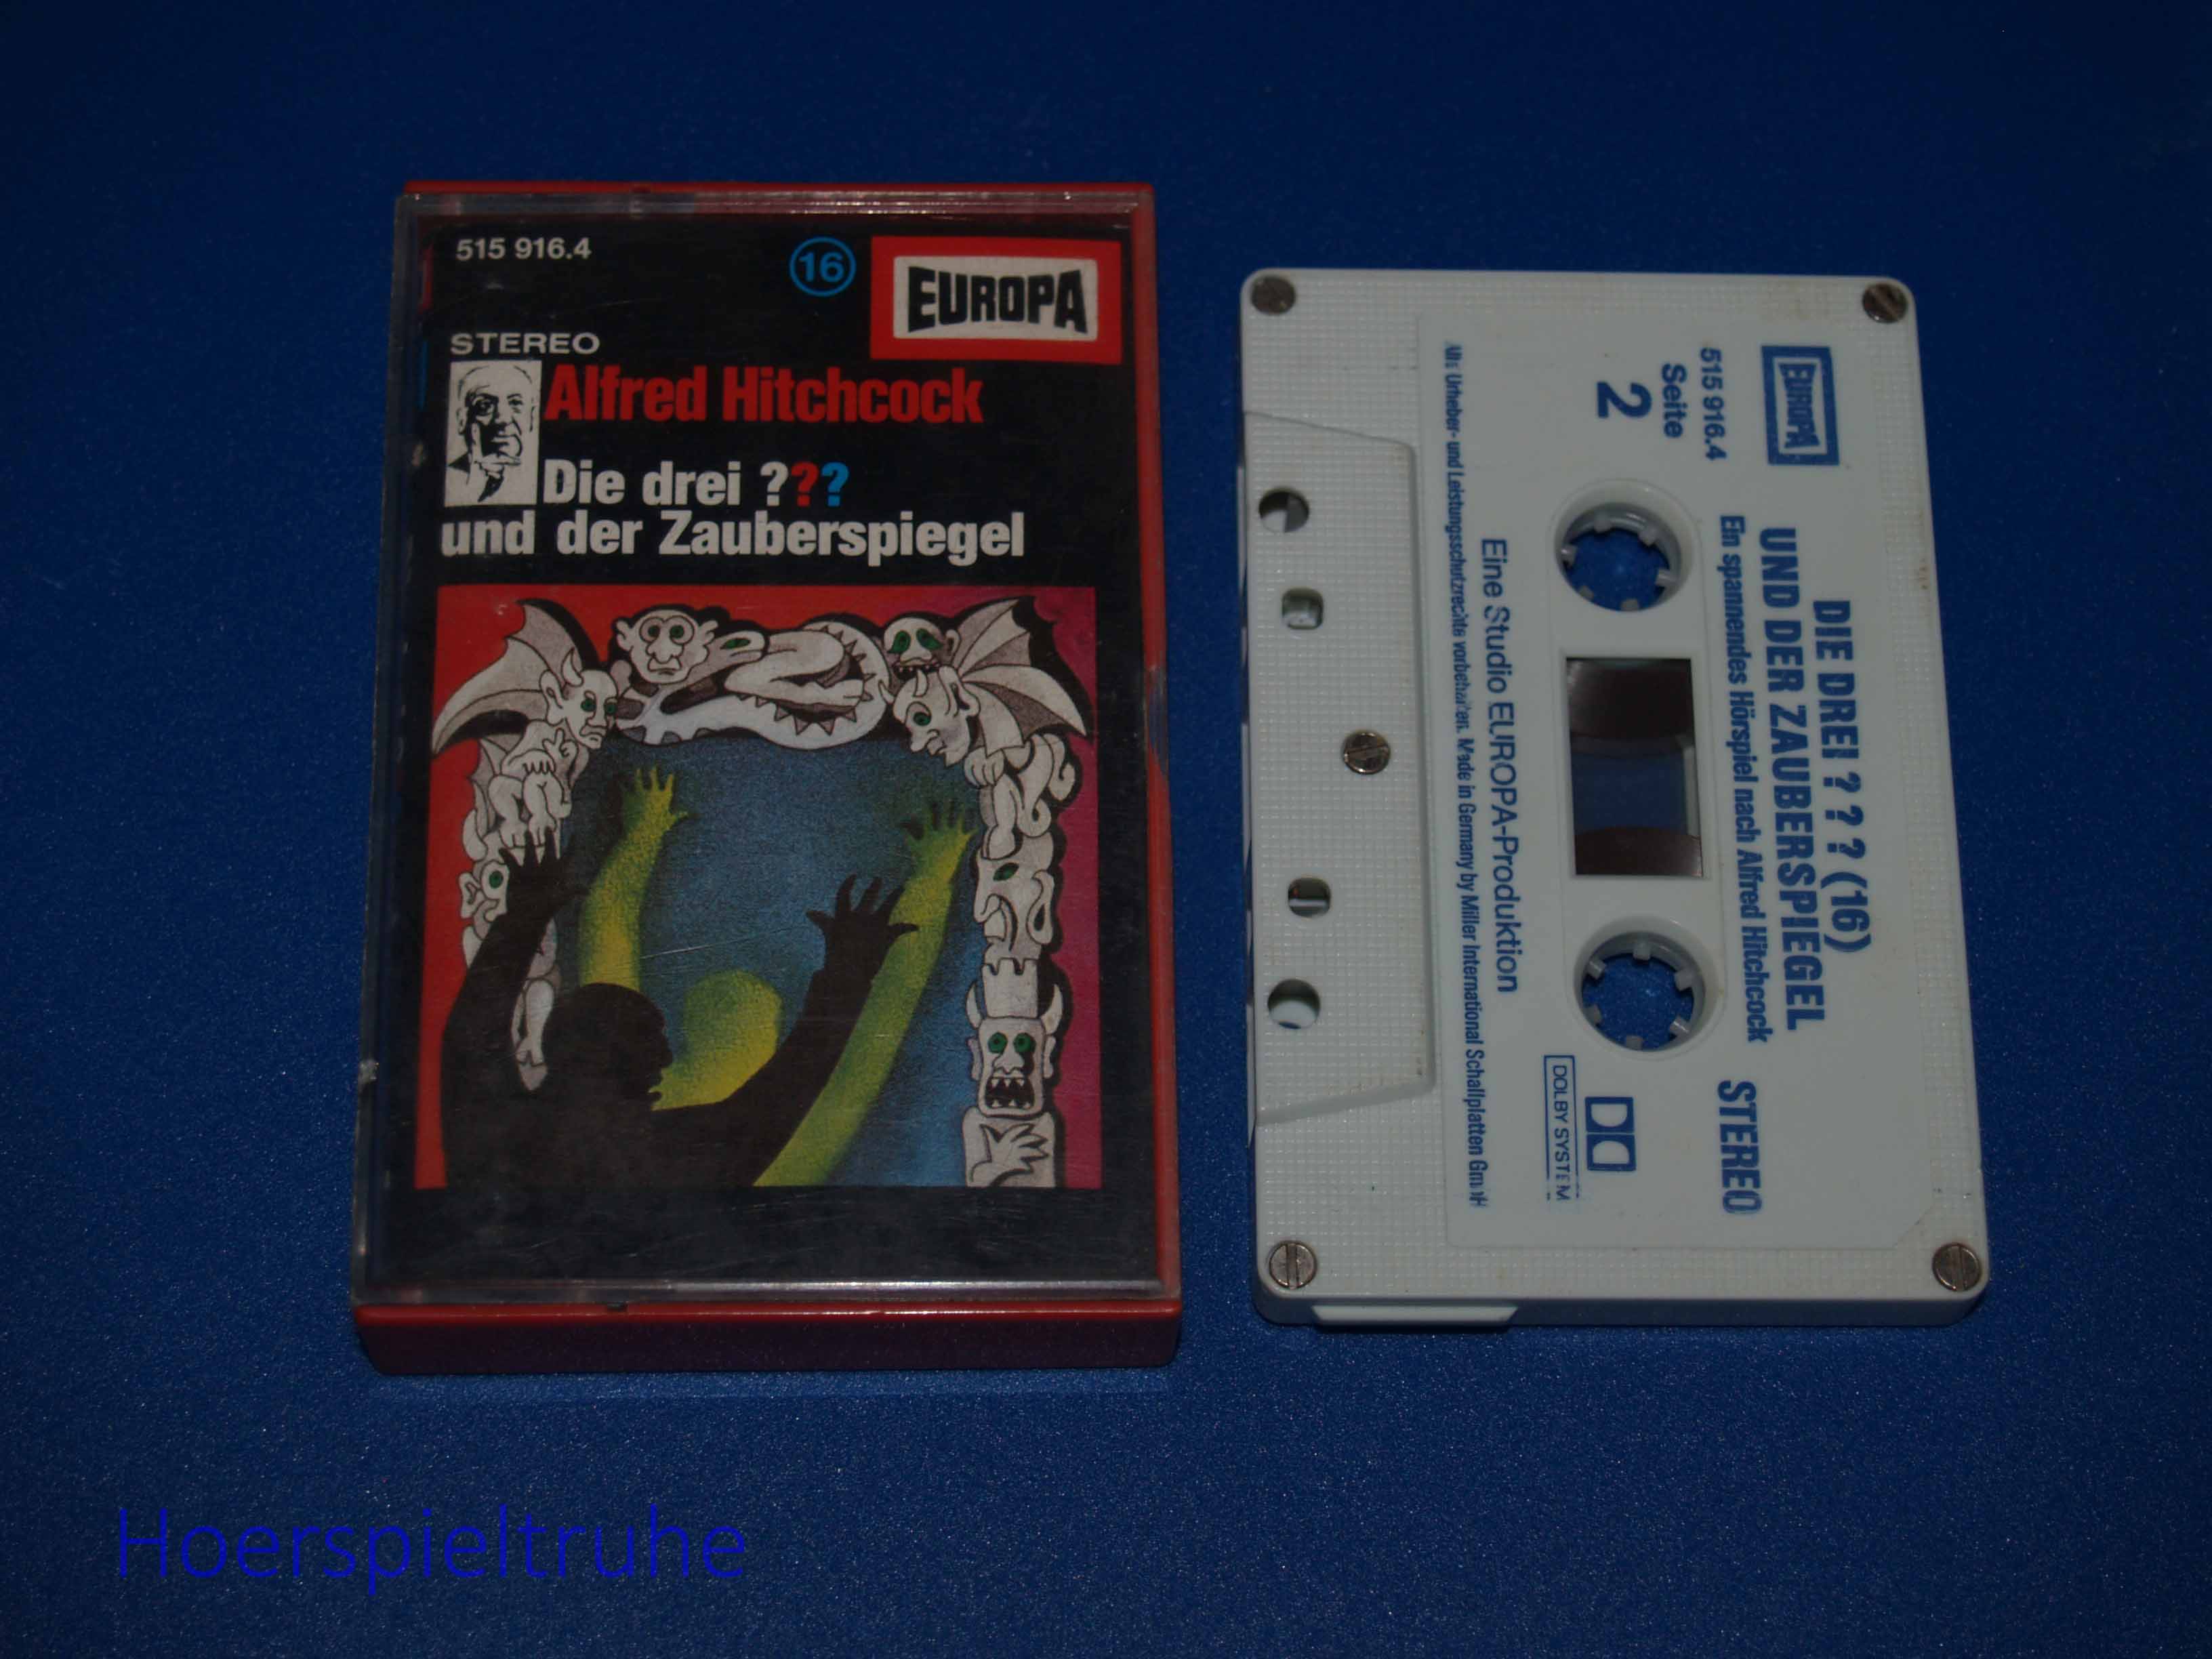 515 916.4
16
EUROPA
STEREO
Alfred Hitchcock
Die drei ???
und der Zauberspiegel
EUROPA
515 916.4
Seite
2
DIE DREI ? ? ? (16)
UND DER ZAUBERSPIEGEL
Ein spannendes Hörspiel nach Alfred Hitchcock
STEREO
DOLBY SYSTEM
Eine Studio EUROPA-Produktion
Alle Urheber- und Leistungsschutzrechte vorbehalten. Made in Germany by Miller International Schallplatten GmbH
Hoerspieltruhe